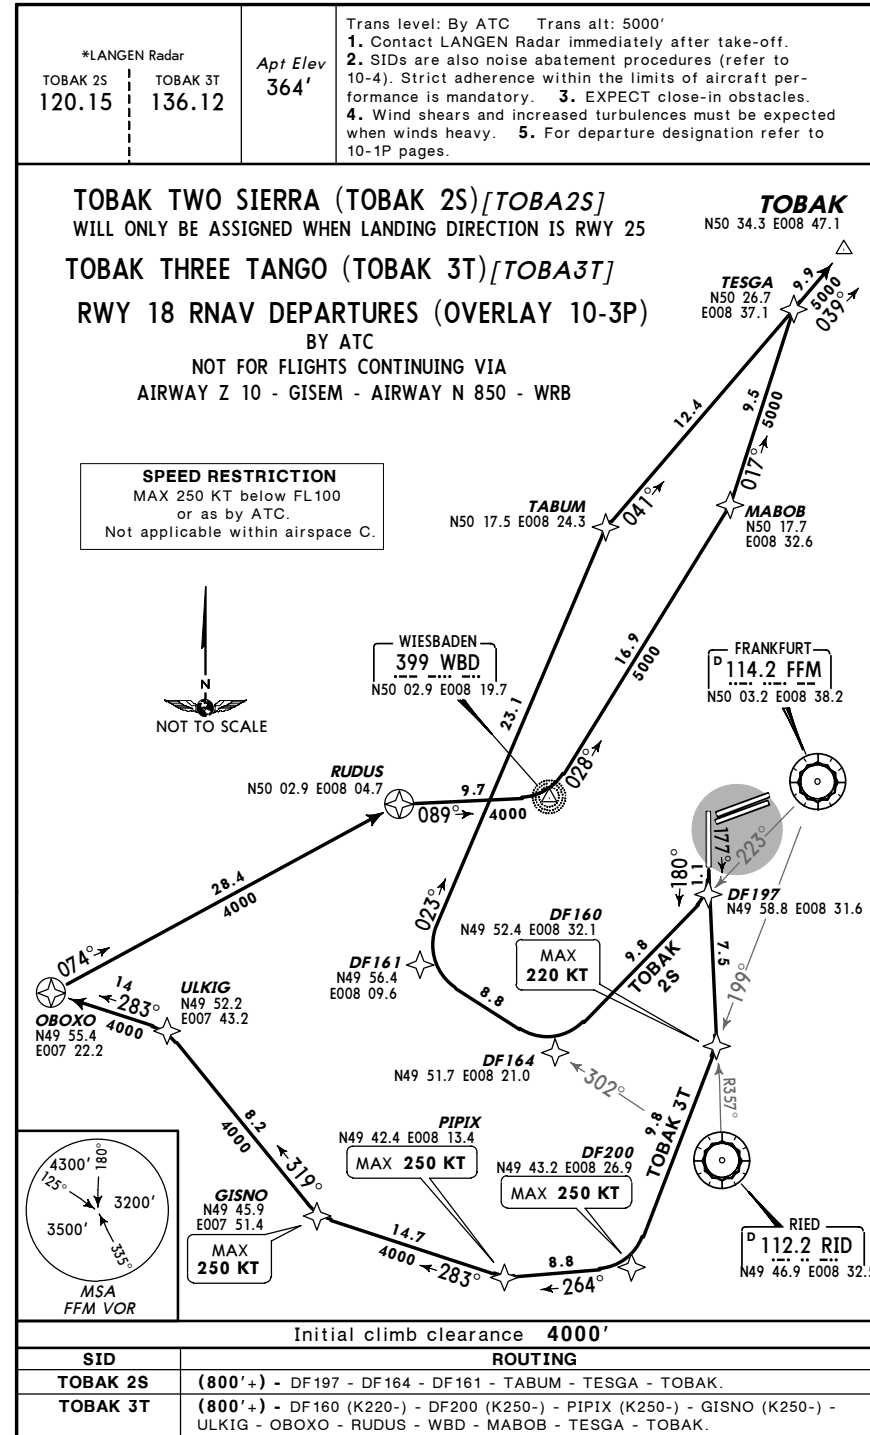 *LANGEN Radar
TOBAK 2S
120.15
TOBAK 3T
136.12
Apt Elev
364'
Trans level: By ATC Trans alt: 5000'
1. Contact LANGEN Radar immediately after take-off.
2. SIDs are also noise abatement procedures (refer to
10-4). Strict adherence within the limits of aircraft per-
formance is mandatory. 3. EXPECT close-in obstacles.
4. Wind shears and increased turbulences must be expected
when winds heavy. 5. For departure designation refer to
10-1P pages.
TOBAK TWO SIERRA (TOBAK 2S)[TOBA2S]
WILL ONLY BE ASSIGNED WHEN LANDING DIRECTION IS RWY 25
TOBAK THREE TANGO (TOBAK 3T)[TOBA3T]
RWY 18 RNAV DEPARTURES (OVERLAY 10-3P)
BY ATC
NOT FOR FLIGHTS CONTINUING VIA
AIRWAY Z 10 - GISEM - AIRWAY N 850 - WRB
TOBAK
N50 34.3 E008 47.1
9.9
5000
039°
TESGA
N50 26.7
E008 37.1
12.4
9.5
5000
017°
SPEED RESTRICTION
MAX 250 KT below FL100
or as by ATC.
Not applicable within airspace C.
TABUM
N50 17.5 E008 24.3
041°
MABOB
N50 17.7
E008 32.6
N
NOT TO SCALE
WIESBADEN
399 WBD
N50 02.9 E008 19.7
16.9
5000
FRANKFURT
D 114.2 FFM
N50 03.2 E008 38.2
23.1
RUDUS
N50 02.9 E008 04.7
9.7
089°
4000
028°
177°
223°
180°
1.1
DF197
N49 58.8 E008 31.6
28.4
4000
023°
DF160
N49 52.4 E008 32.1
MAX
220 KT
9.8
TOBAK
2S
7.5
199°
074°
DF161
N49 56.4
E008 09.6
8.8
14
283°
4000
ULKIG
N49 52.2
E007 43.2
OBOXO
N49 55.4
E007 22.2
DF164
N49 51.7 E008 21.0
302°
R357°
8.2
4000
319°
PIPIX
N49 42.4 E008 13.4
MAX 250 KT
9.8
TOBAK 3T
DF200
N49 43.2 E008 26.9
MAX 250 KT
GISNO
N49 45.9
E007 51.4
MAX
250 KT
14.7
4000
283°
8.8
264°
RIED
D 112.2 RID
N49 46.9 E008 32.5
4300'
180°
125°
3200'
3500'
335°
MSA
FFM VOR
Initial climb clearance 4000'
SID ROUTING
TOBAK 2S (800'+) - DF197 - DF164 - DF161 - TABUM - TESGA - TOBAK.
TOBAK 3T (800'+) - DF160 (K220-) - DF200 (K250-) - PIPIX (K250-) - GISNO (K250-) -
ULKIG - OBOXO - RUDUS - WBD - MABOB - TESGA - TOBAK.